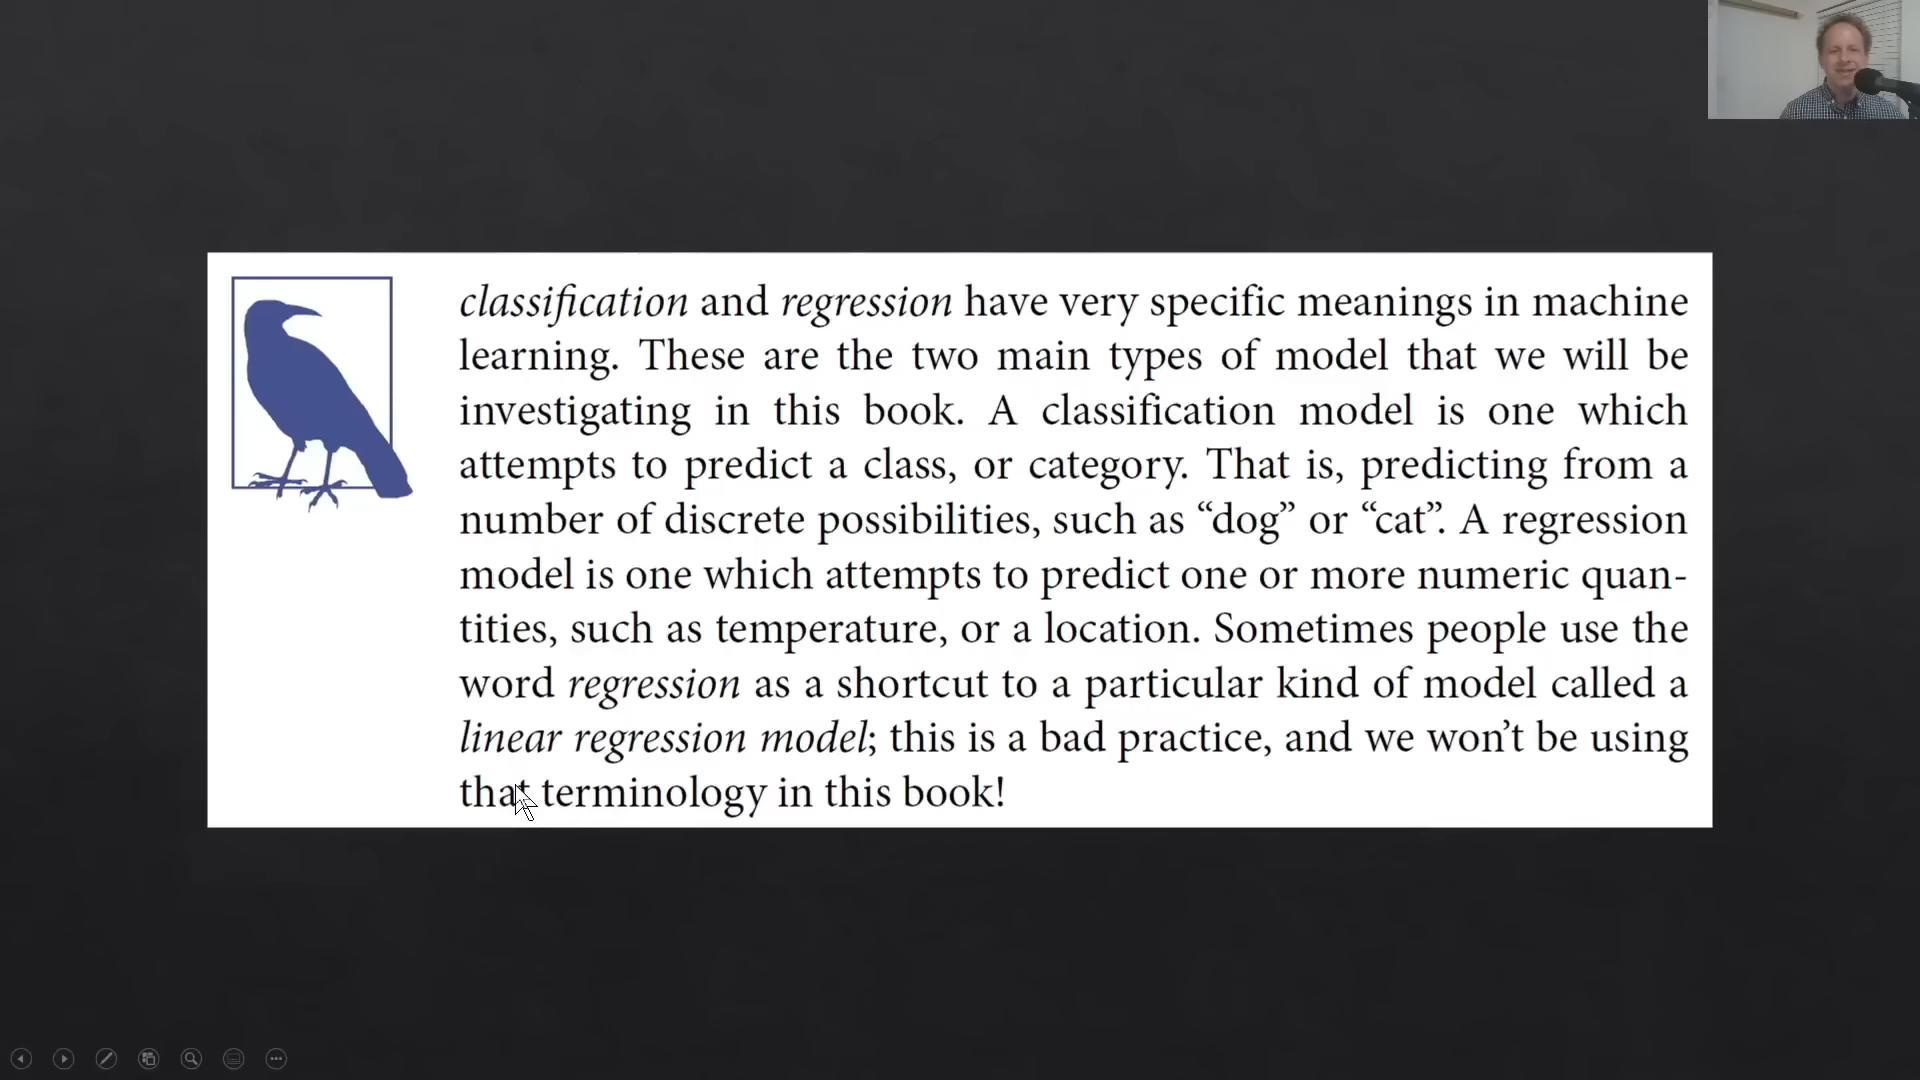 classification and regression have very specific meanings in machine
learning. These are the two main types of model that we will be
investigating in this book. A classification model is one which
attempts to predict a class, or category. That is, predicting from a
number of discrete possibilities, such as “dog” or “cat”. A regression
model is one which attempts to predict one or more numeric quan-
tities, such as temperature, or a location. Sometimes people use the
word regression as a shortcut to a particular kind of model called a
linear regression model; this is a bad practice, and we won’t be using
that terminology in this book!